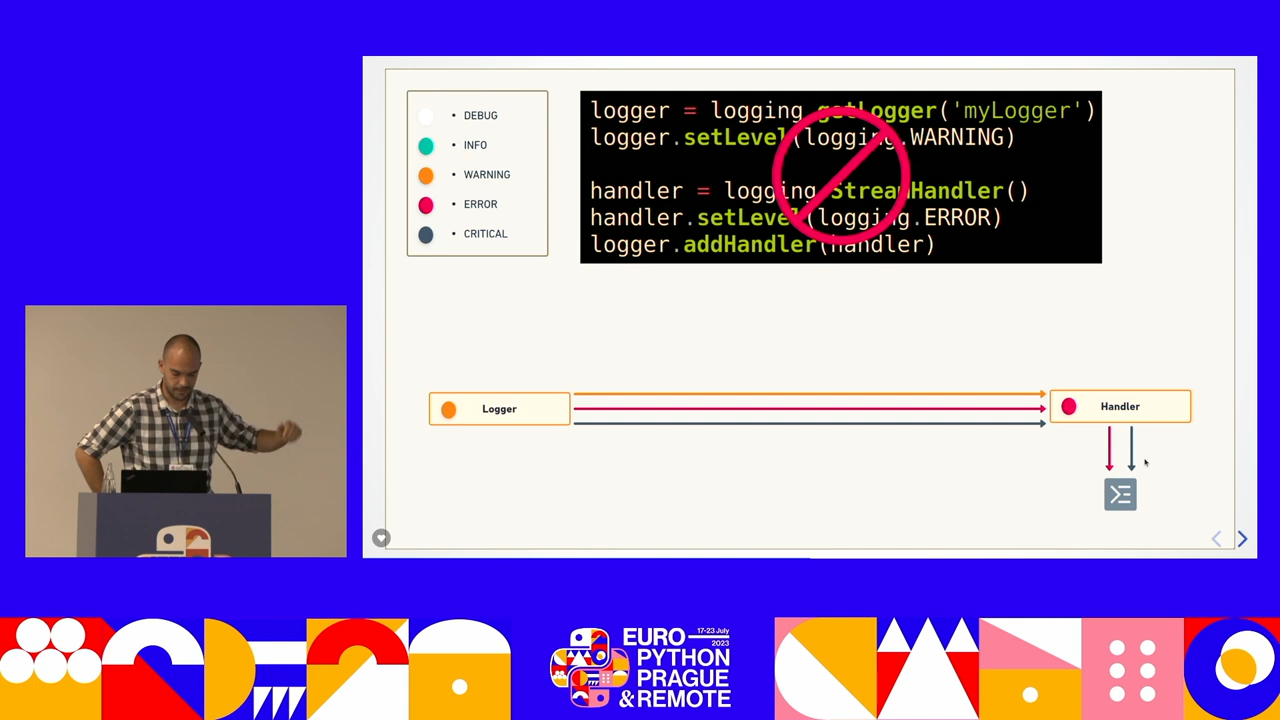 • DEBUG
• INFO
• WARNING
• ERROR
• CRITICAL
logger = logging.getLogger('myLogger')
logger.setLevel(logging.WARNING)
handler = logging.StreamHandler()
handler.setLevel(logging.ERROR)
logger.addHandler(handler)
Logger
Handler
EURO
17-23 July
2023
PYTHON
PRAGUE
&REMOTE